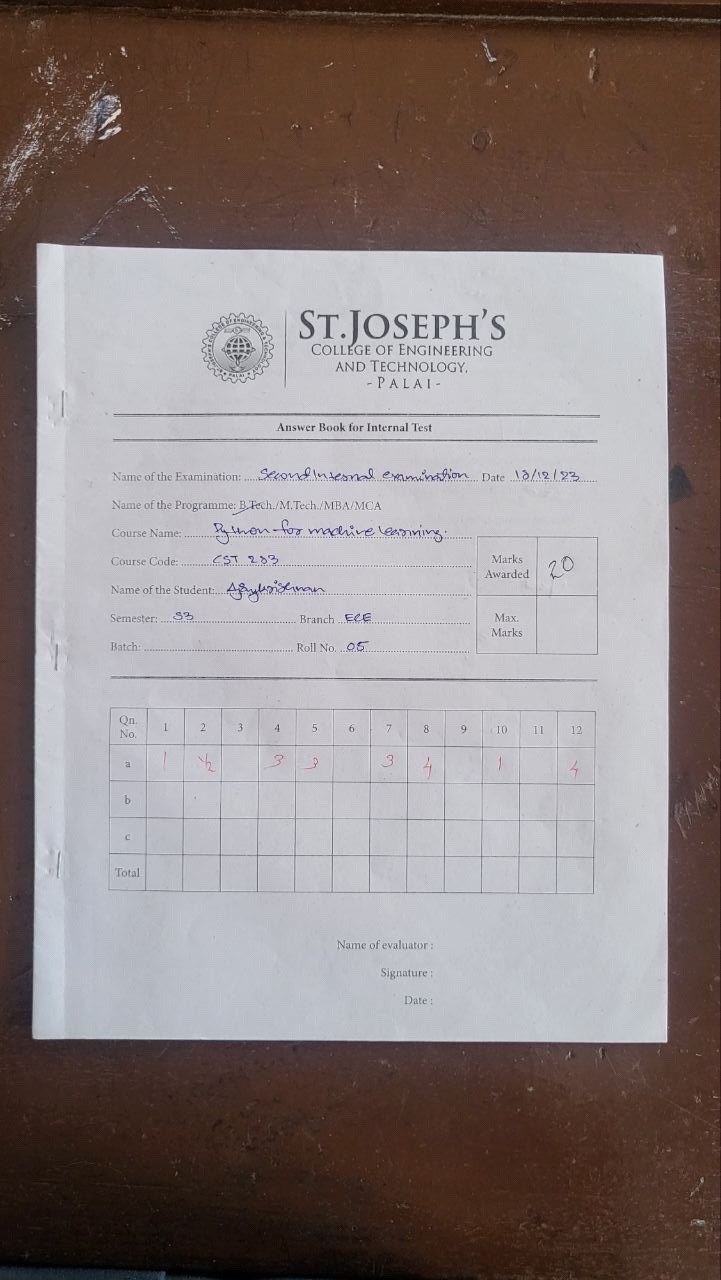 ST.JOSEPH'S
COLLEGE OF ENGINEERING
AND TECHNOLOGY,
-PALAI-
Answer Book for Internal Test
Name of the Examination: Second Internal examination Date 18/12/23
Name of the Programme: B.Tech./M.Tech./MBA/MCA
Course Name: Python for machine learning.
Course Code: CST 283
Name of the Student:
Semester: S3 Branch ECE
Batch: Roll No. 05
Marks Awarded 20
Max. Marks
Qn. No. 1 2 3 4 5 6 7 8 9 10 11 12
a 1 ½ 3 3 3 4 1 4
b
c
Total
Name of evaluator :
Signature :
Date :